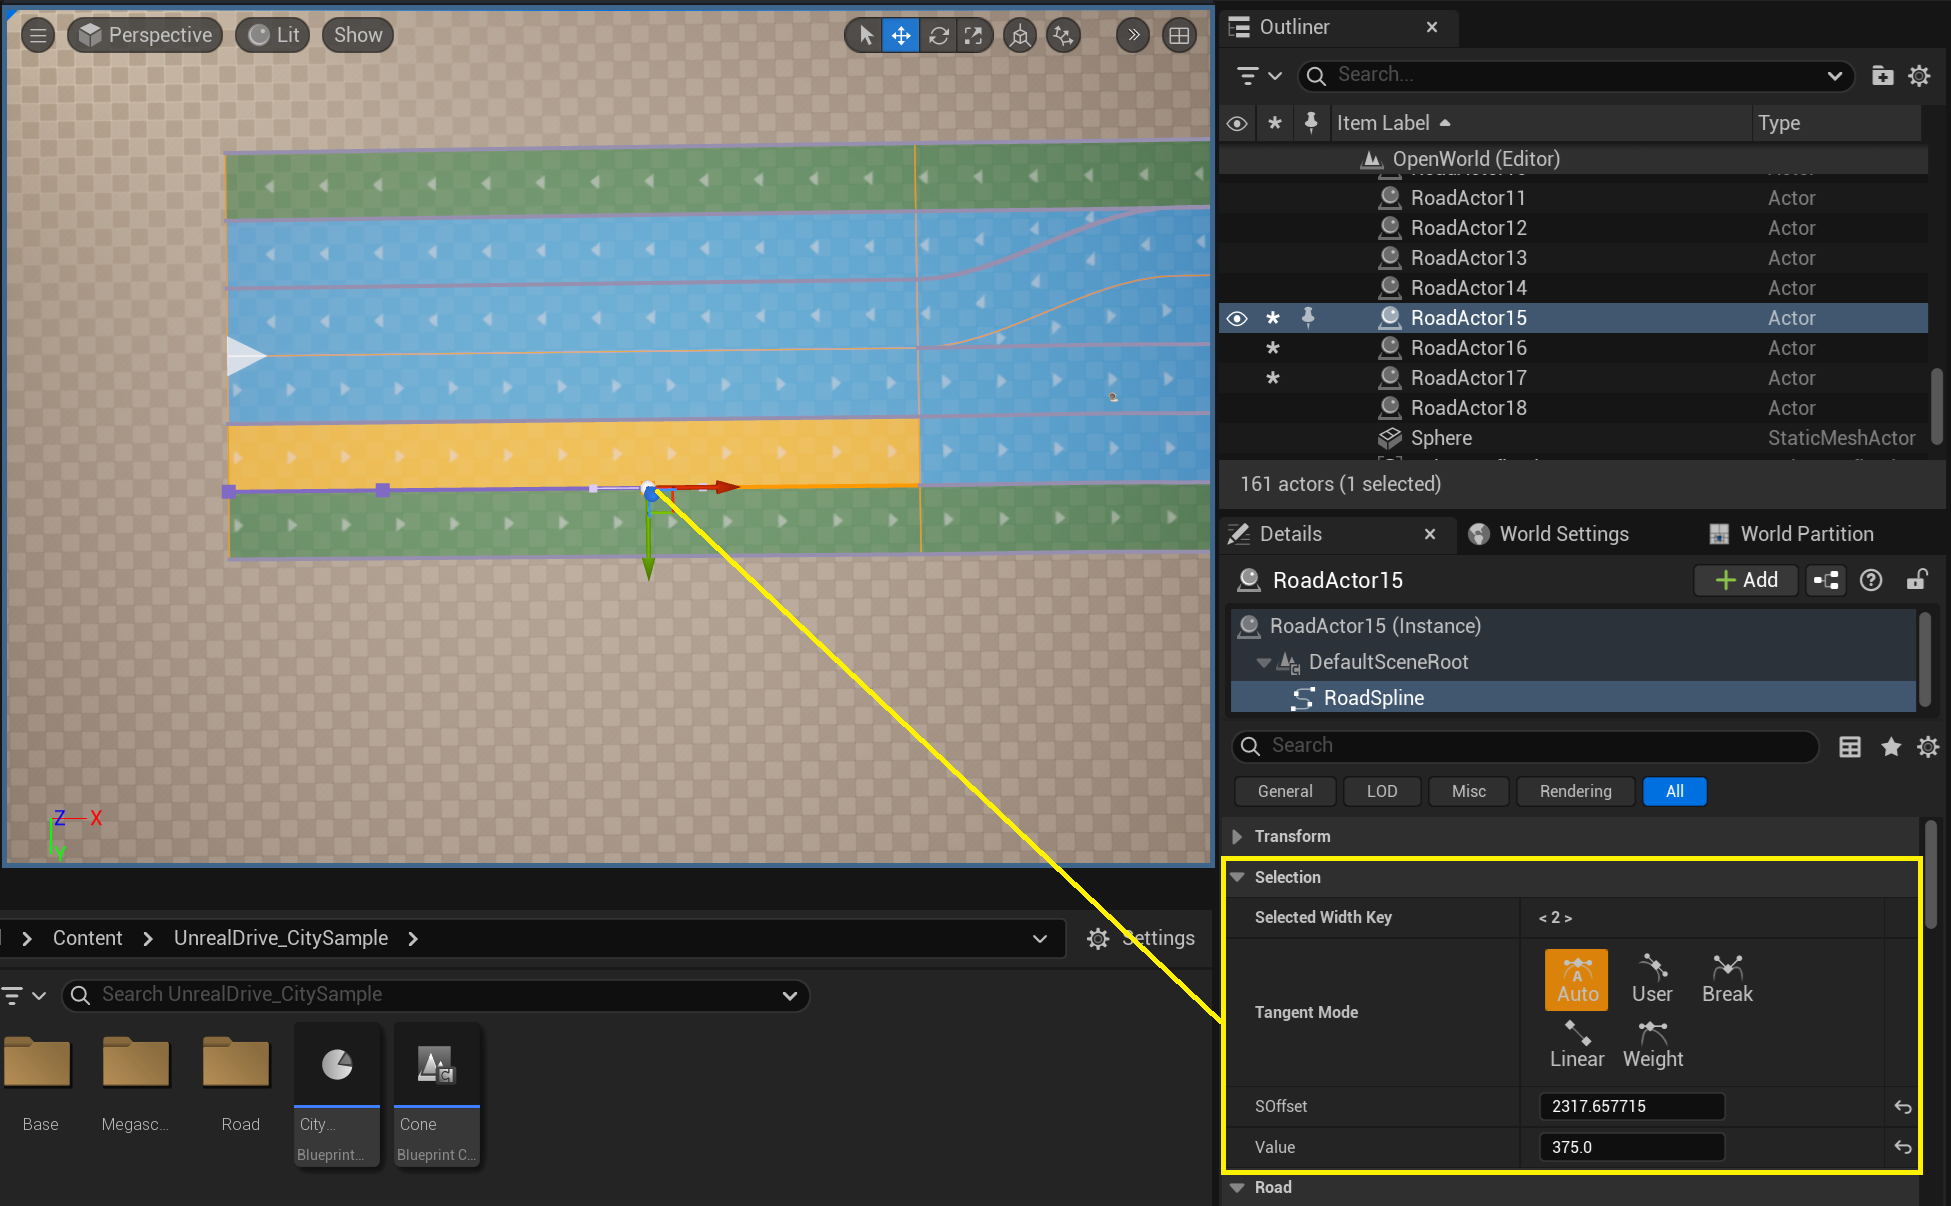 Perspective
Lit
Show
Z
X
Y
Content
UnrealDrive_CitySample
Settings
Search UnrealDrive_CitySample
Base
Megasc...
Road
City...
Blueprint...
Cone
Blueprint C...
Outliner
Search...
Item Label
Type
OpenWorld (Editor)
RoadActor11 Actor
RoadActor12 Actor
RoadActor13 Actor
RoadActor14 Actor
RoadActor15 Actor
RoadActor16 Actor
RoadActor17 Actor
RoadActor18 Actor
Sphere StaticMeshActor
161 actors (1 selected)
Details
World Settings
World Partition
RoadActor15
Add
RoadActor15 (Instance)
DefaultSceneRoot
RoadSpline
Search
General
LOD
Misc
Rendering
All
Transform
Selection
Selected Width Key < 2 >
Tangent Mode
Auto
User
Break
Linear
Weight
SOffset 2317.657715
Value 375.0
Road